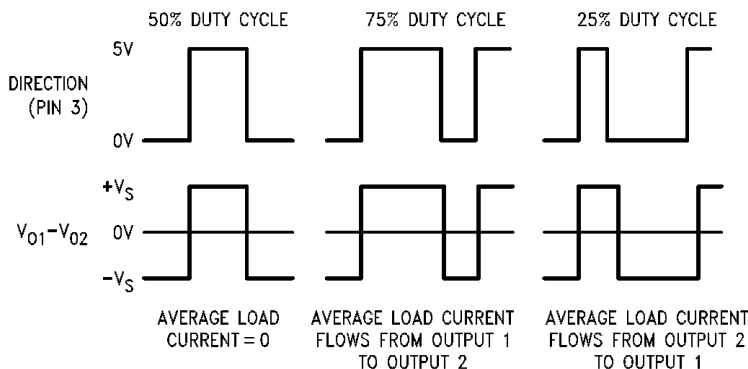 50% DUTY CYCLE
75% DUTY CYCLE
25% DUTY CYCLE
5V
DIRECTION
(PIN 3)
0V
+VS
VO1−VO2
0V
−VS
AVERAGE LOAD
CURRENT = 0
AVERAGE LOAD CURRENT
FLOWS FROM OUTPUT 1
TO OUTPUT 2
AVERAGE LOAD CURRENT
FLOWS FROM OUTPUT 2
TO OUTPUT 1